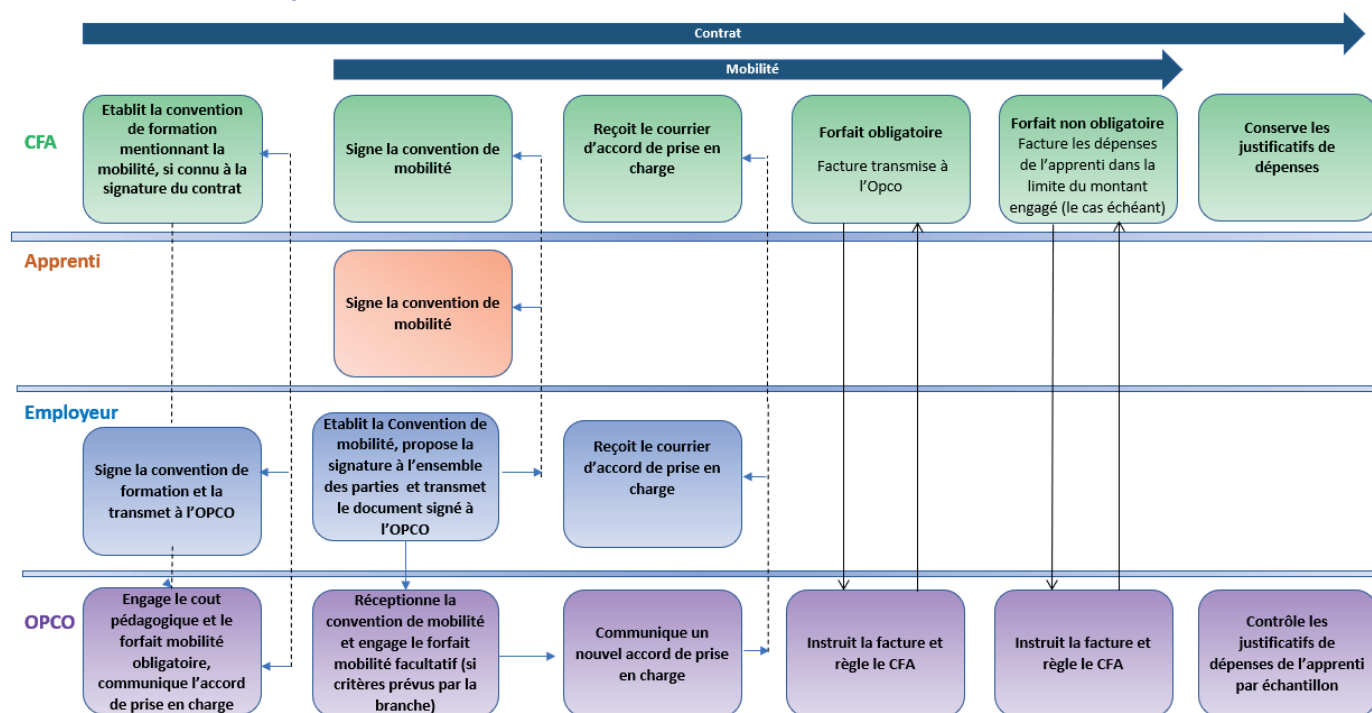 Contrat
Mobilité
CFA
Etablit la convention
de formation
mentionnant la
mobilité, si connu à la
signature du contrat
Signe la convention de
mobilité
Reçoit le courrier
d’accord de prise en
charge
Forfait obligatoire
Facture transmise à
l’Opco
Forfait non obligatoire
Facture les dépenses
de l’apprenti dans la
limite du montant
engagé (le cas échéant)
Conserve les
justificatifs de
dépenses
Apprenti
Signe la convention de
mobilité
Employeur
Signe la convention de
formation et la
transmet à l’OPCO
Etablit la Convention de
mobilité, propose la
signature à l’ensemble
des parties et transmet
le document signé à
l’OPCO
Reçoit le courrier
d’accord de prise en
charge
OPCO
Engage le cout
pédagogique et le
forfait mobilité
obligatoire,
communique l’accord
de prise en charge
Réceptionne la
convention de mobilité
et engage le forfait
mobilité facultatif (si
critères prévus par la
branche)
Communique un
nouvel accord de prise
en charge
Instruit la facture et
règle le CFA
Instruit la facture et
règle le CFA
Contrôle les
justificatifs de
dépenses de l’apprenti
par échantillon